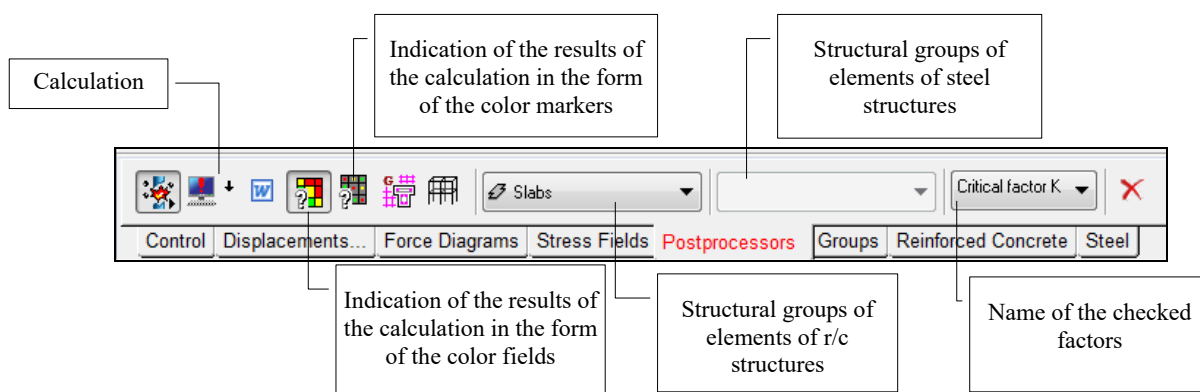 Calculation
Indication of the results of
the calculation in the form
of the color markers
Structural groups of
elements of steel
structures
W
?
?
G
Slabs
Critical factor K
Control
Displacements...
Force Diagrams
Stress Fields
Postprocessors
Groups
Reinforced Concrete
Steel
Indication of the results of
the calculation in the form
of the color fields
Structural groups of
elements of r/c
structures
Name of the checked
factors